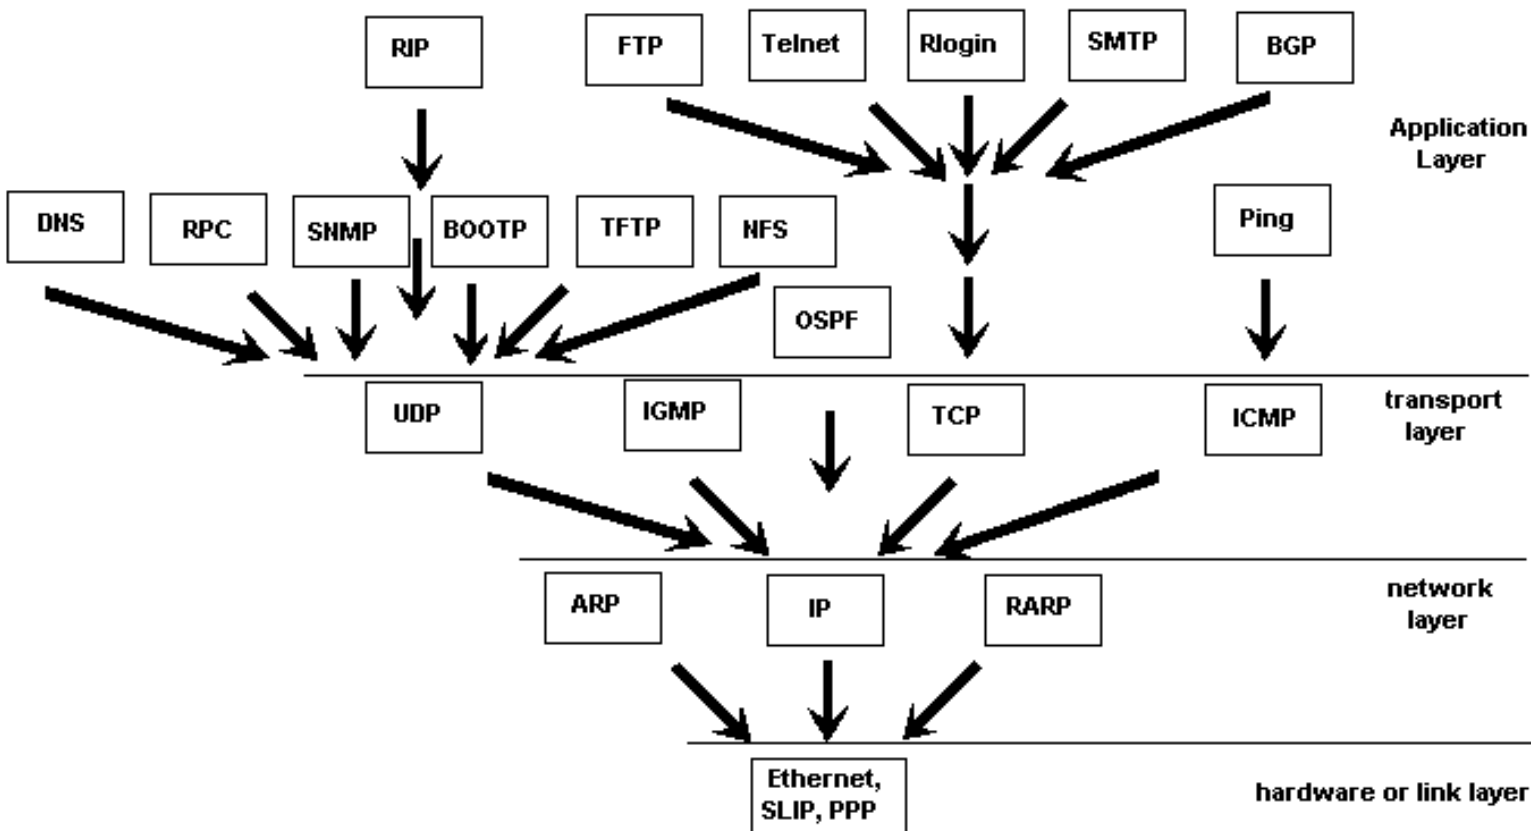 RIP
FTP
Telnet
Rlogin
SMTP
BGP
Application
Layer
DNS
RPC
SNMP
BOOTP
TFTP
NFS
Ping
OSPF
UDP
IGMP
TCP
ICMP
transport
layer
ARP
IP
RARP
network
layer
Ethernet,
SLIP, PPP
hardware or link layer